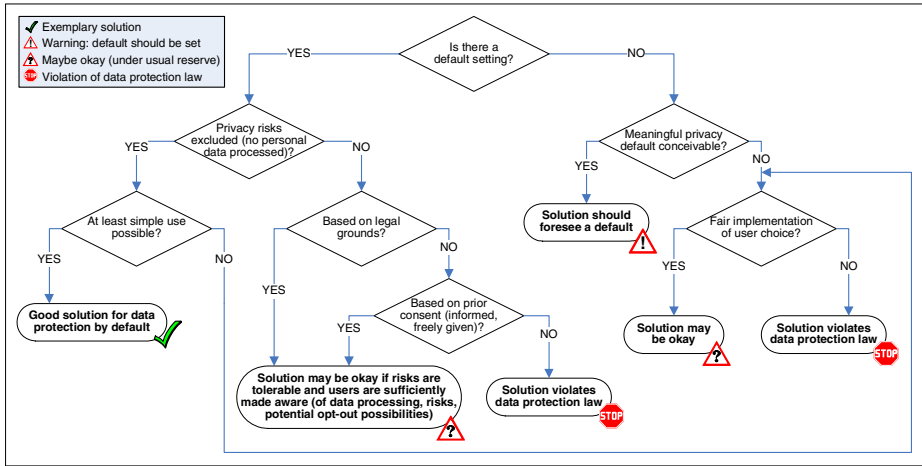 Exemplary solution
Warning: default should be set
Maybe okay (under usual reserve)
STOP
Violation of data protection law
Is there a
default setting?
YES
NO
Privacy risks
excluded (no personal
data processed)?
YES
NO
Meaningful privacy
default conceivable?
YES
NO
At least simple use
possible?
YES
NO
Based on legal
grounds?
YES
NO
Solution should
foresee a default
!
Fair implementation
of user choice?
YES
NO
Good solution for data
protection by default
Based on prior
consent (informed,
freely given)?
YES
NO
Solution may
be okay
?
Solution violates
data protection law
STOP
Solution may be okay if risks are
tolerable and users are sufficiently
made aware (of data processing, risks,
potential opt-out possibilities)
?
Solution violates
data protection law
STOP